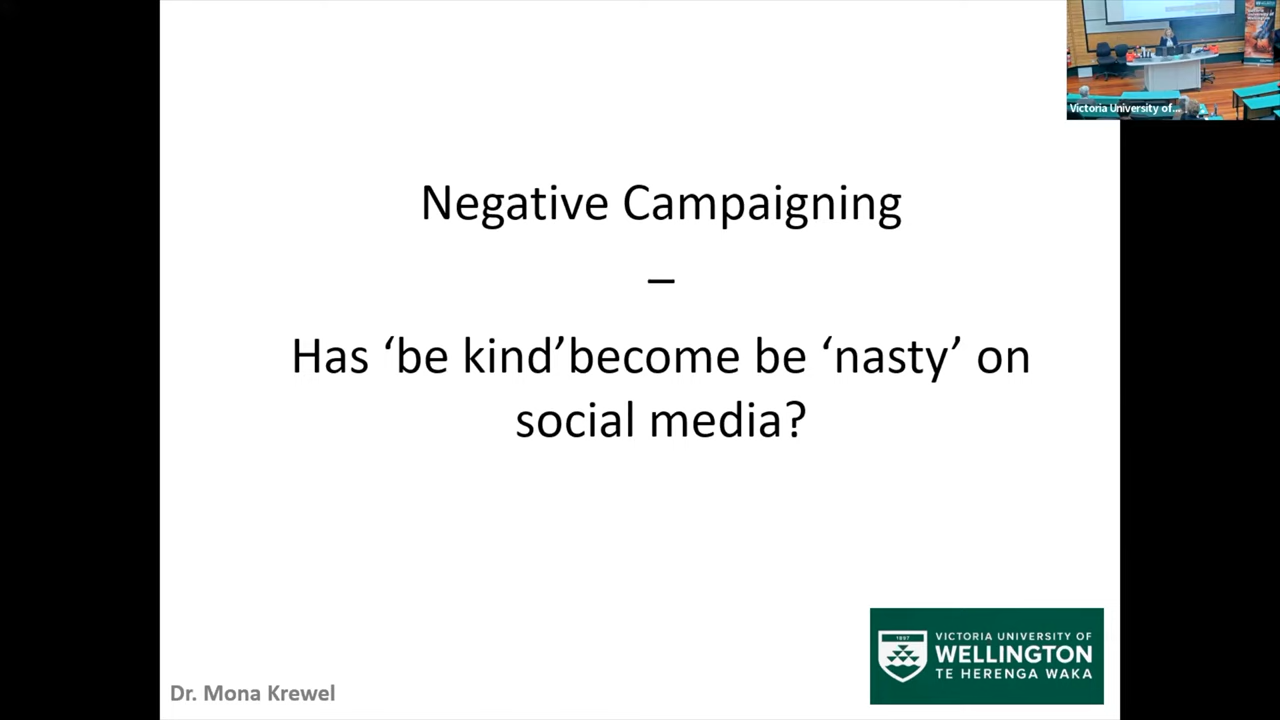 Victoria University of...
Negative Campaigning
–
Has ‘be kind’become be ‘nasty’ on
social media?
1897
VICTORIA UNIVERSITY OF
WELLINGTON
TE HERENGA WAKA
Dr. Mona Krewel